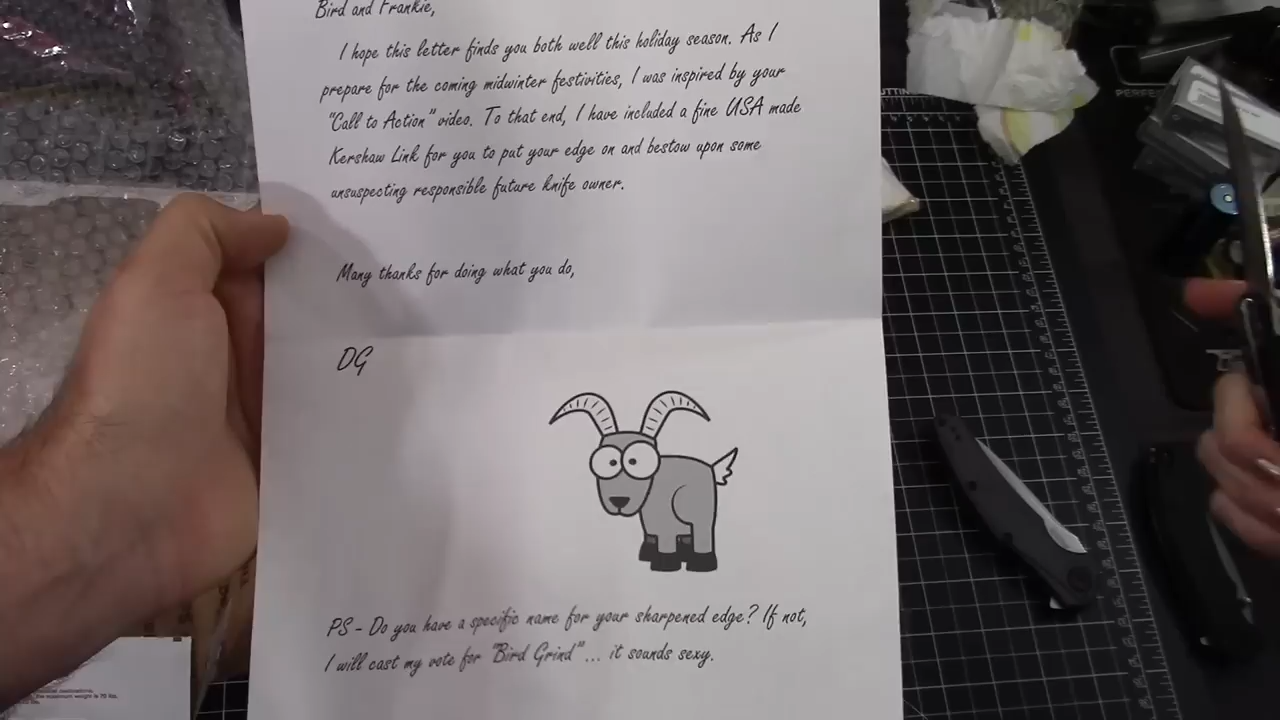 Bird and Frankie,
I hope this letter finds you both well this holiday season. As I
prepare for the coming midwinter festivities, I was inspired by your
"Call to Action" video. To that end, I have included a fine USA made
Kershaw Link for you to put your edge on and bestow upon some
unsuspecting responsible future knife owner.
Many thanks for doing what you do,
DG
PS - Do you have a specific name for your sharpened edge? If not,
I will cast my vote for "Bird Grind"... it sounds sexy.